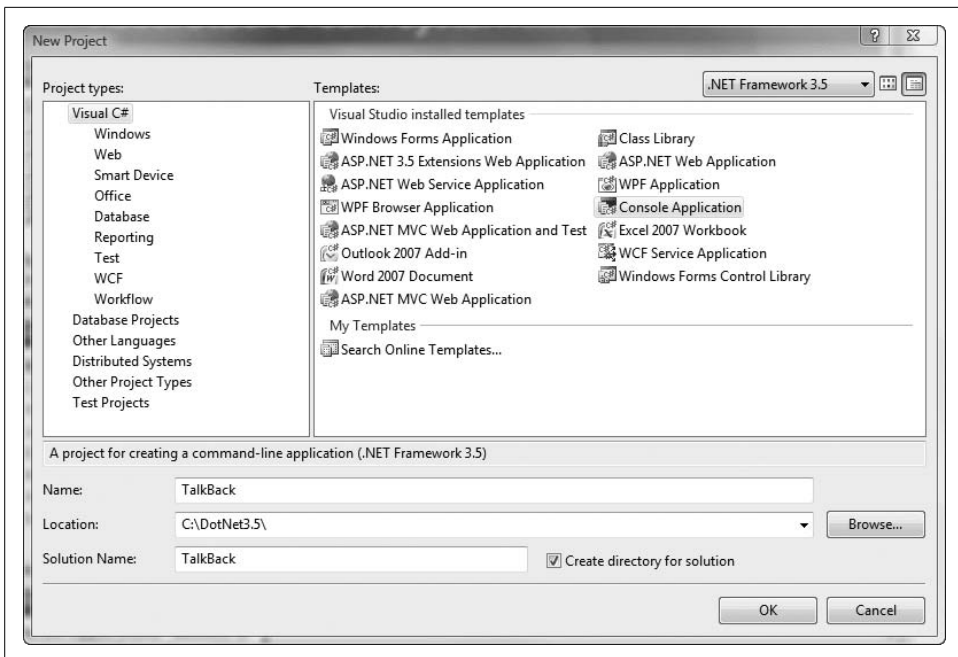 New Project
Project types:
Templates:
.NET Framework 3.5
Visual C#
Windows
Web
Smart Device
Office
Database
Reporting
Test
WCF
Workflow
Database Projects
Other Languages
Distributed Systems
Other Project Types
Test Projects
Visual Studio installed templates
Windows Forms Application
Class Library
ASP.NET 3.5 Extensions Web Application
ASP.NET Web Application
ASP.NET Web Service Application
WPF Application
WPF Browser Application
Console Application
ASP.NET MVC Web Application and Test
Excel 2007 Workbook
Outlook 2007 Add-in
WCF Service Application
Word 2007 Document
Windows Forms Control Library
ASP.NET MVC Web Application
My Templates
Search Online Templates...
A project for creating a command-line application (.NET Framework 3.5)
Name:
TalkBack
Location:
C:\DotNet3.5\
Browse...
Solution Name:
TalkBack
Create directory for solution
OK
Cancel